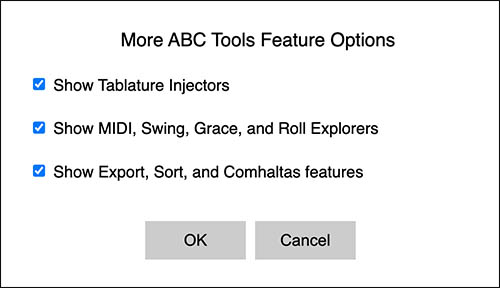 More ABC Tools Feature Options
Show Tablature Injectors
Show MIDI, Swing, Grace, and Roll Explorers
Show Export, Sort, and Comhaltas features
OK Cancel